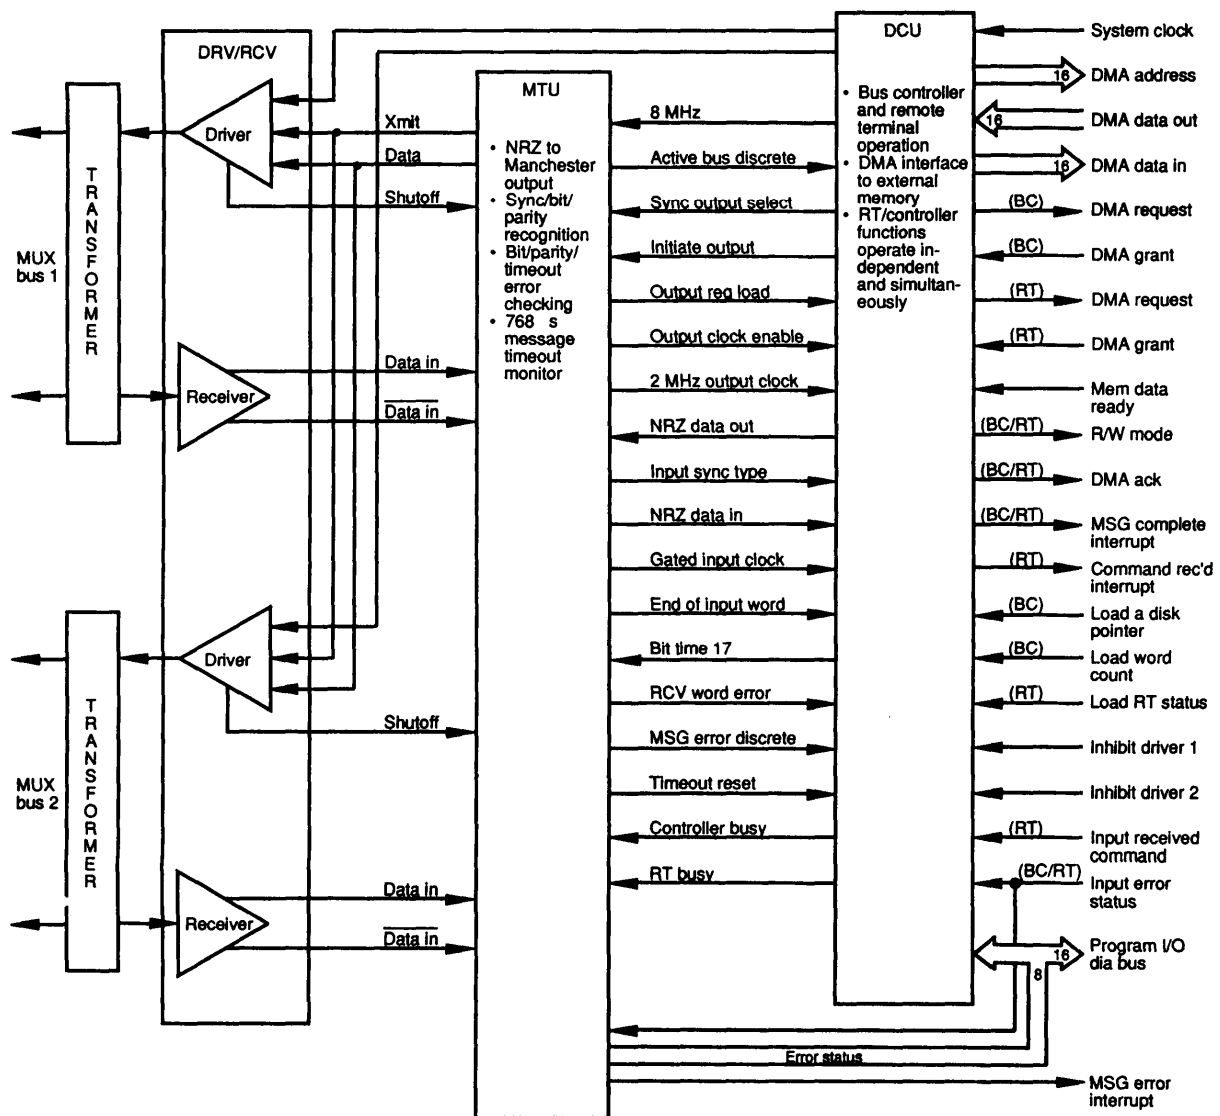 DRV/RCV
Driver
Receiver
Driver
Receiver
TRANSFORMER
TRANSFORMER
MUX
bus 1
MUX
bus 2
Xmit
Data
Shutoff
Data in
Data in
Shutoff
Data in
Data in
MTU
• NRZ to
Manchester
output
• Sync/bit/
parity
recognition
• Bit/parity/
timeout
error
checking
• 768 s
message
timeout
monitor
8 MHz
Active bus discrete
Sync output select
Initiate output
Output reg load
Output clock enable
2 MHz output clock
NRZ data out
Input sync type
NRZ data in
Gated input clock
End of input word
Bit time 17
RCV word error
MSG error discrete
Timeout reset
Controller busy
RT busy
DCU
• Bus controller
and remote
terminal
operation
• DMA interface
to external
memory
• RT/controller
functions
operate in-
dependent
and simultan-
eously
System clock
16 DMA address
16 DMA data out
16 DMA data in
(BC) DMA request
(BC) DMA grant
(RT) DMA request
(RT) DMA grant
Mem data
ready
(BC/RT) R/W mode
(BC/RT) DMA ack
(BC/RT) MSG complete
interrupt
(RT) Command rec'd
interrupt
(BC) Load a disk
pointer
(BC) Load word
count
(RT) Load RT status
Inhibit driver 1
Inhibit driver 2
(RT) Input received
command
(BC/RT) Input error
status
16 Program I/O
dia bus
8
Error status
MSG error
interrupt